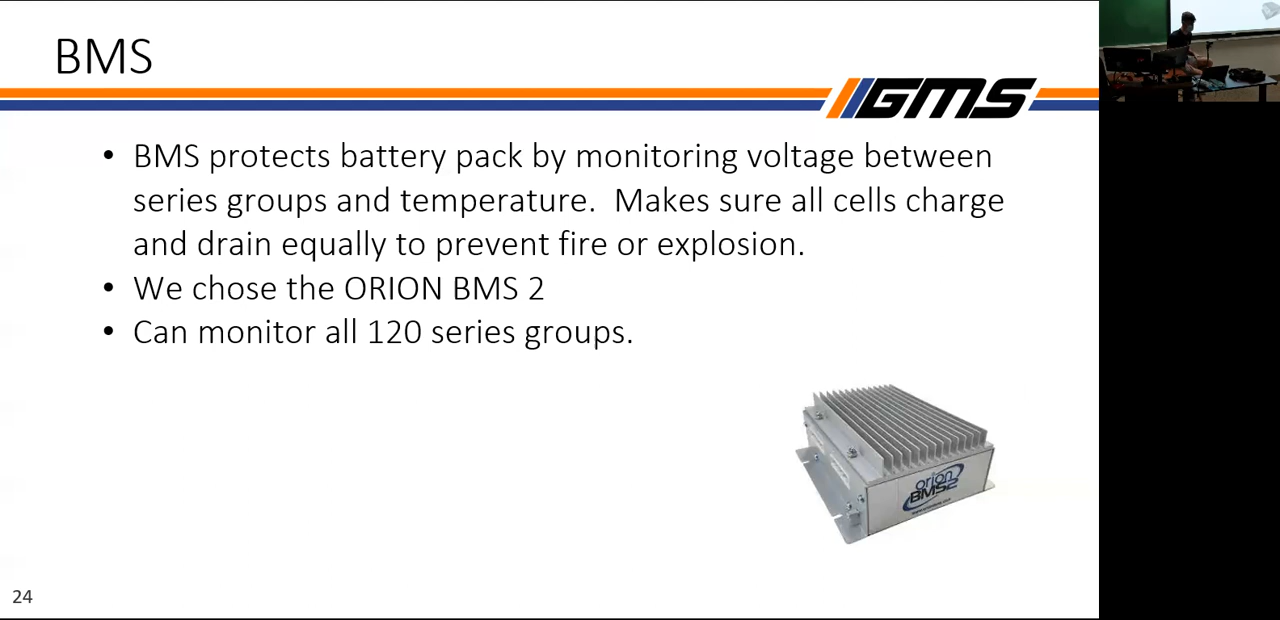 BMS
GMS
• BMS protects battery pack by monitoring voltage between
series groups and temperature.  Makes sure all cells charge
and drain equally to prevent fire or explosion.
• We chose the ORION BMS 2
• Can monitor all 120 series groups.
orion
BMS2
24